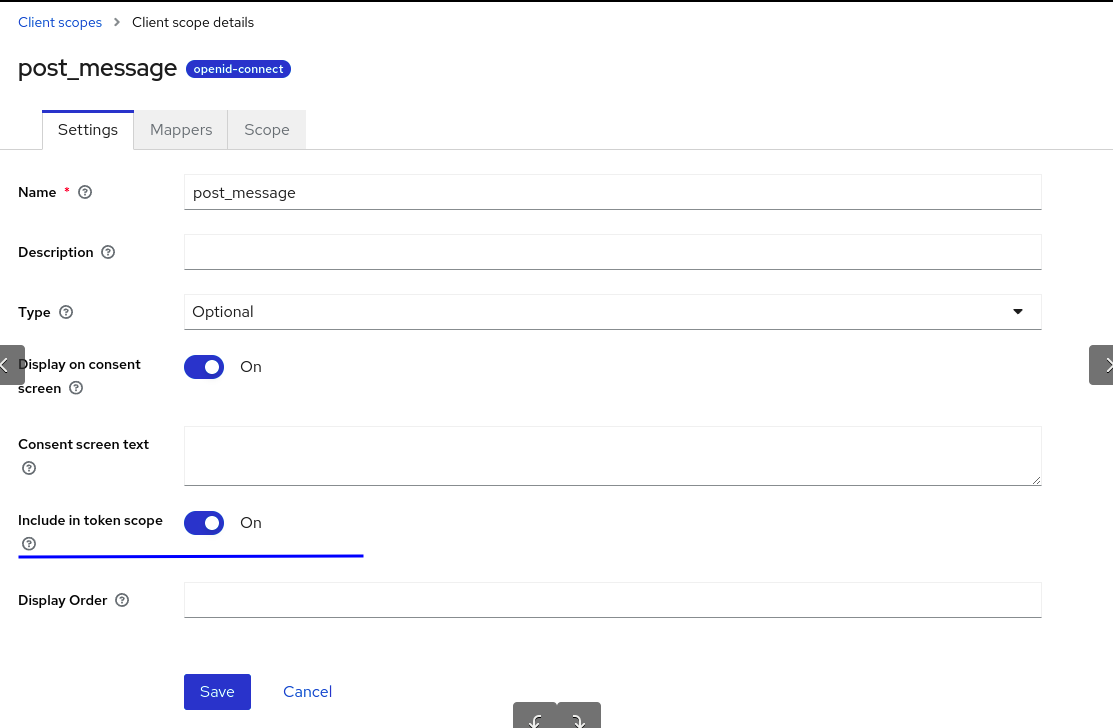 Client scopes > Client scope details
post_message openid-connect
Settings Mappers Scope
Name * post_message
Description
Type Optional
Display on consent screen On
Consent screen text
Include in token scope On
Display Order
Save Cancel